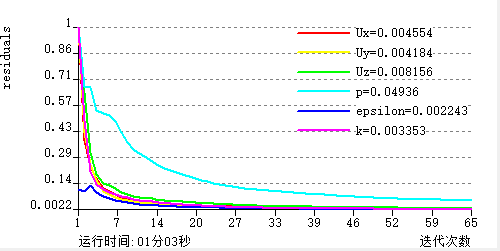 residuals
1
0.86
0.71
0.57
0.43
0.29
0.14
0.0022
Ux=0.004554
Uy=0.004184
Uz=0.008156
p=0.04936
epsilon=0.002243
k=0.003353
1 7 14 20 27 33 39 46 52 59 65
运行时间:01分03秒 迭代次数